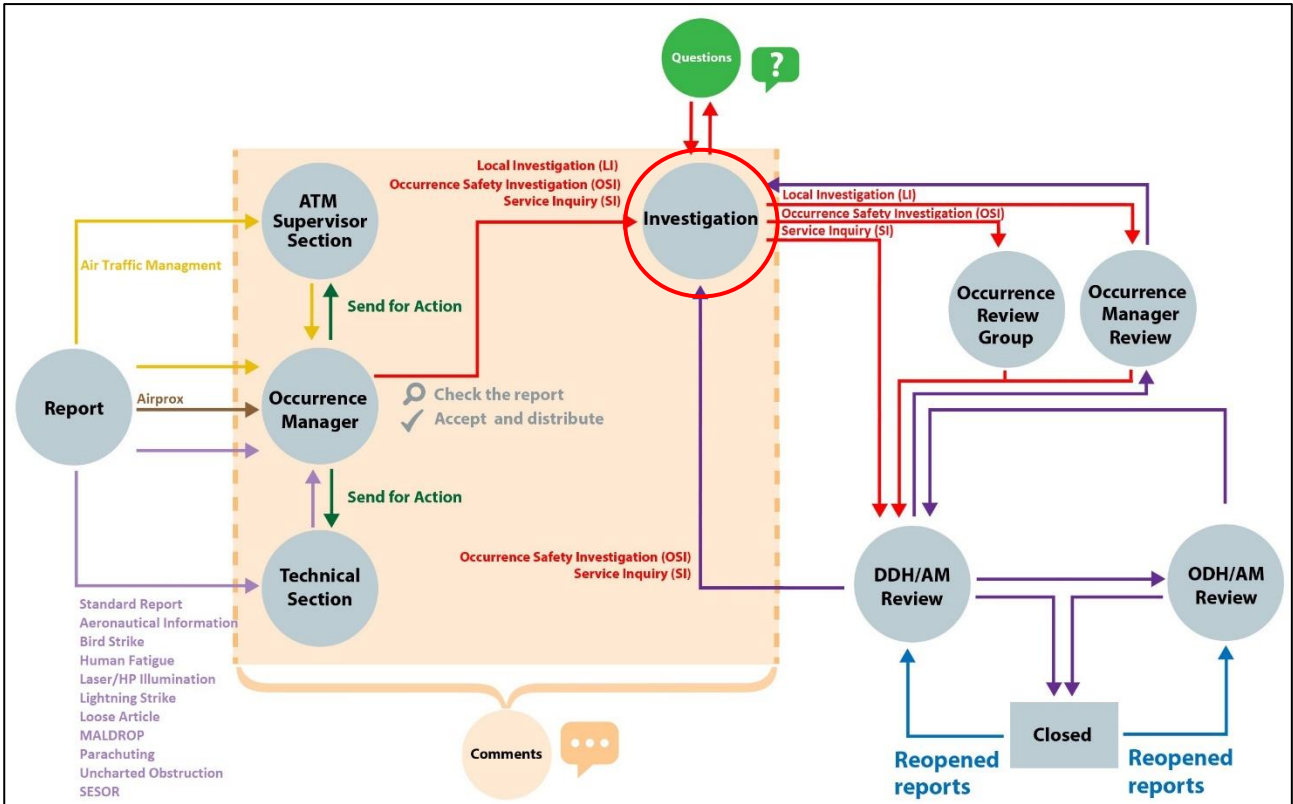 Questions
?
Local Investigation (LI)
Occurrence Safety Investigation (OSI)
Service Inquiry (SI)
ATM
Supervisor
Section
Investigation
Local Investigation (LI)
Occurrence Safety Investigation (OSI)
Service Inquiry (SI)
Air Traffic Managment
Send for Action
Occurrence
Review
Group
Occurrence
Manager
Review
Report
Airprox
Occurrence
Manager
Check the report
Accept and distribute
Send for Action
Technical
Section
Occurrence Safety Investigation (OSI)
Service Inquiry (SI)
DDH/AM
Review
ODH/AM
Review
Standard Report
Aeronautical Information
Bird Strike
Human Fatigue
Laser/HP Illumination
Lightning Strike
Loose Article
MALDROP
Parachuting
Uncharted Obstruction
SESOR
Comments
Closed
Reopened
reports
Reopened
reports